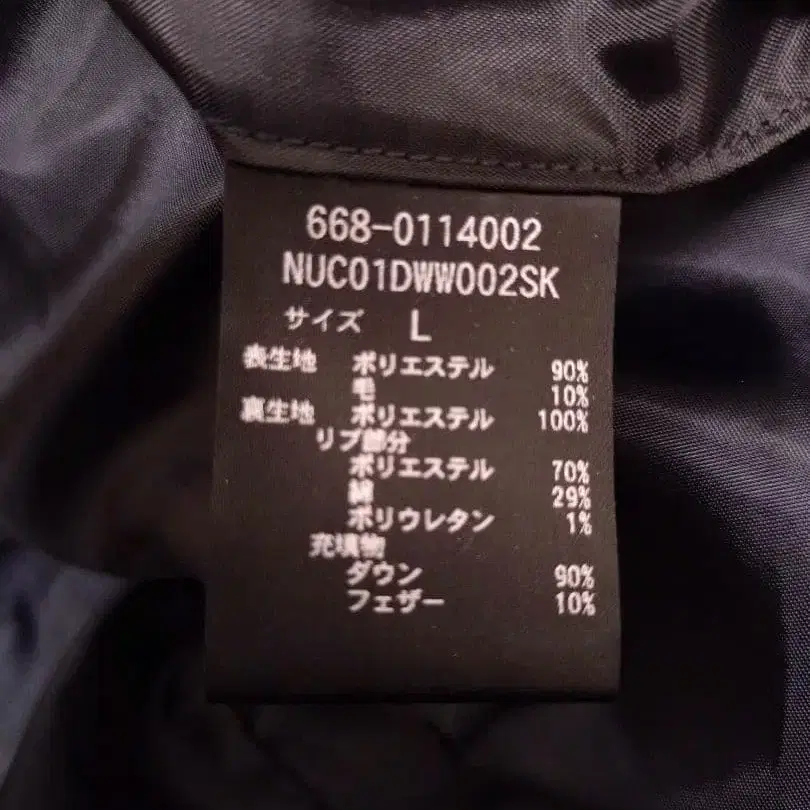 668-0114002
NUC01DWW002SK
サイズ L
表生地 ポリエステル 90%
毛 10%
裏生地 ポリエステル 100%
リブ部分
ポリエステル 70%
綿 29%
ポリウレタン 1%
充填物
ダウン 90%
フェザー 10%